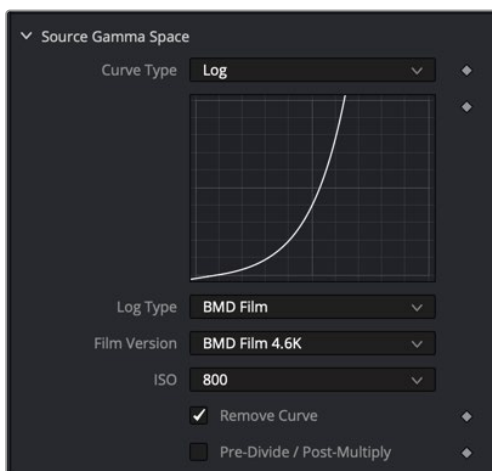 Source Gamma Space
Curve Type Log
Log Type BMD Film
Film Version BMD Film 4.6K
ISO 800
Remove Curve
Pre-Divide / Post-Multiply